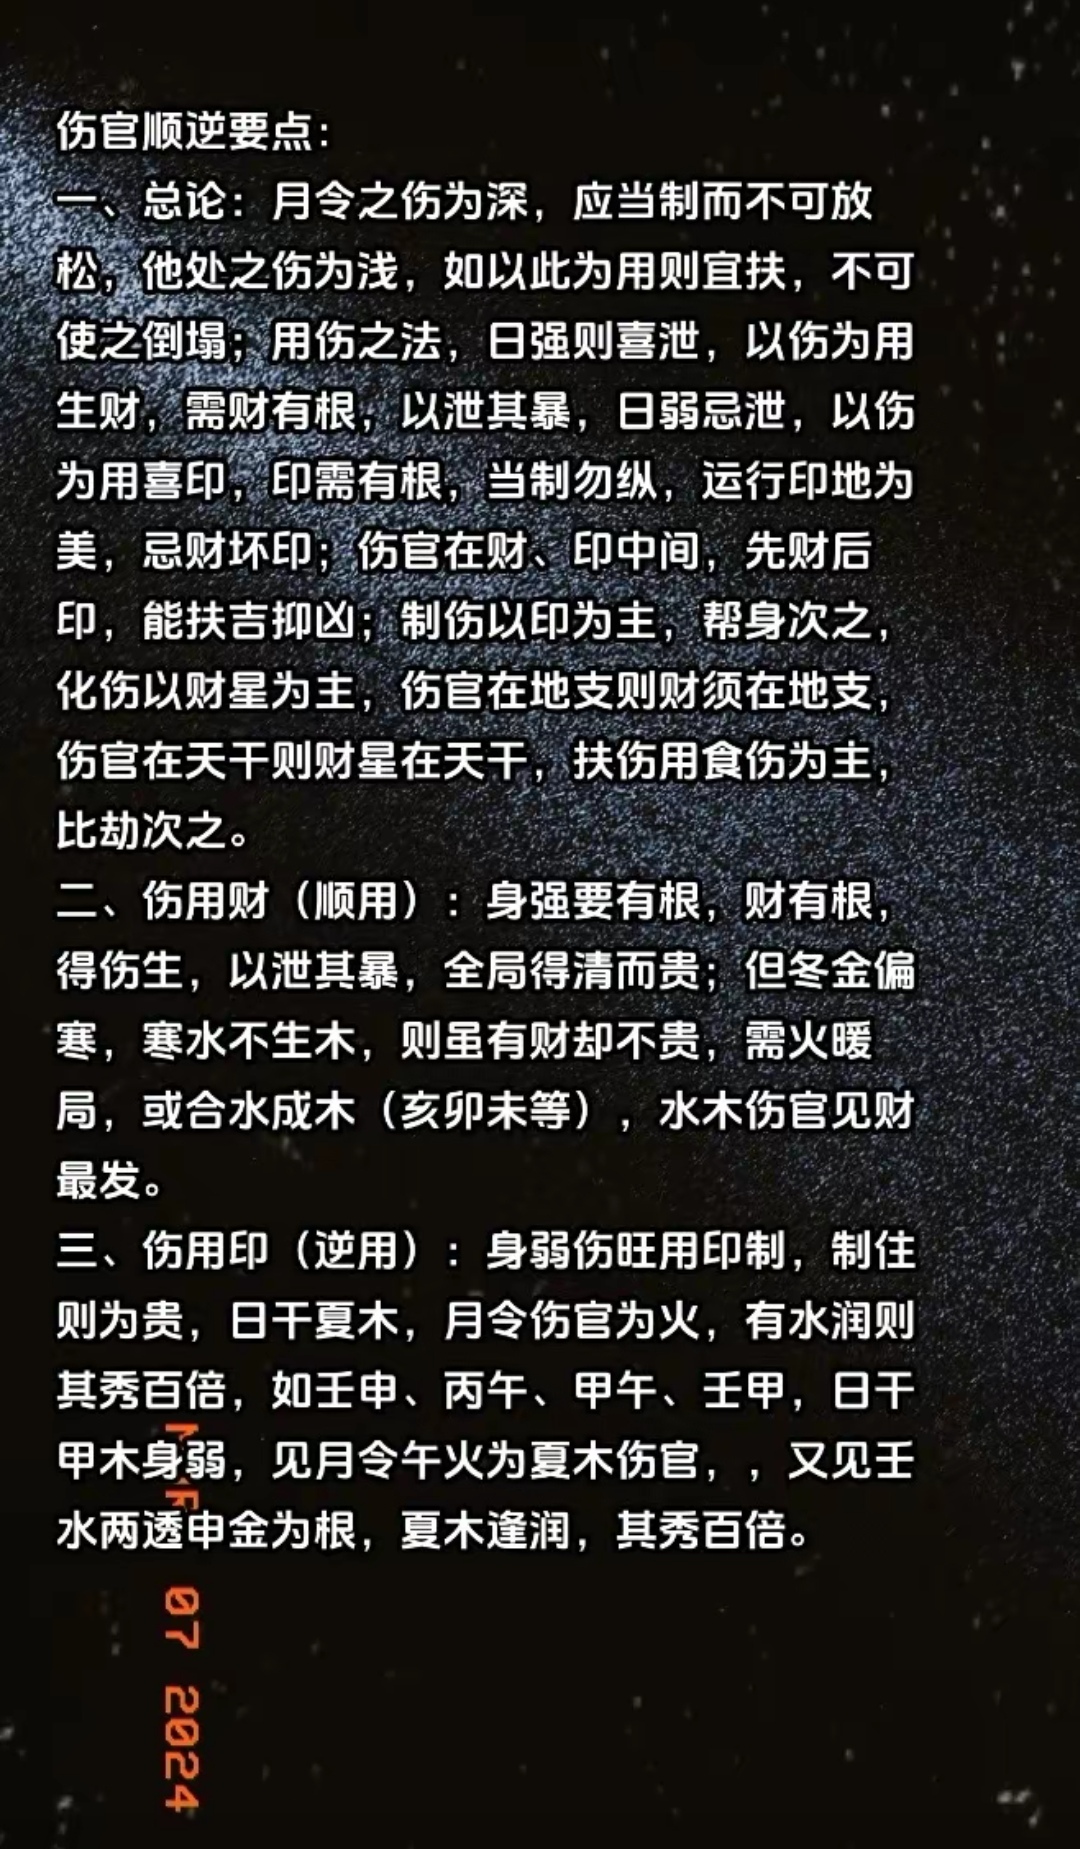 伤官顺逆要点：
一、总论：月令之伤为深，应当制而不可放
松，他处之伤为浅，如以此为用则宜扶，不可
使之倒塌；用伤之法，日强则喜泄，以伤为用
生财，需财有根，以泄其暴，日弱忌泄，以伤
为用喜印，印需有根，当制勿纵，运行印地为
美，忌财坏印；伤官在财、印中间，先财后
印，能扶吉抑凶；制伤以印为主，帮身次之，
化伤以财星为主，伤官在地支则财须在地支，
伤官在天干则财星在天干，扶伤用食伤为主，
比劫次之。
二、伤用财（顺用）：身强要有根，财有根，
得伤生，以泄其暴，全局得清而贵；但冬金偏
寒，寒水不生木，则虽有财却不贵，需火暖
局，或合水成木（亥卯未等），水木伤官见财
最发。
三、伤用印（逆用）：身弱伤旺用印制，制住
则为贵，日干夏木，月令伤官为火，有水润则
其秀百倍，如壬申、丙午、甲午、壬甲，日干
甲木身弱，见月令午火为夏木伤官，，又见壬
水两透申金为根，夏木逢润，其秀百倍。
07 2024